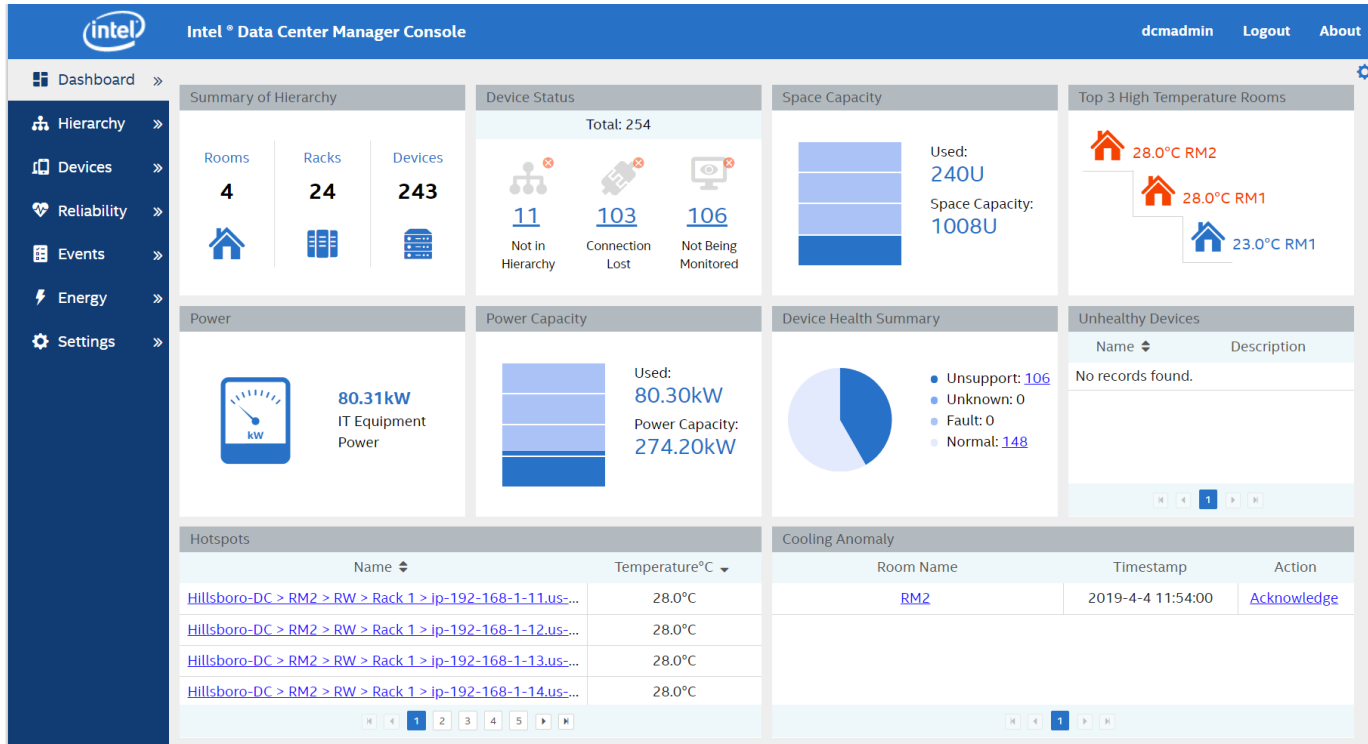 intel
Intel ® Data Center Manager Console
dcmadmin Logout About
Dashboard »
Hierarchy »
Devices »
Reliability »
Events »
Energy »
Settings »
Summary of Hierarchy
Rooms Racks Devices
4 24 243
Device Status
Total: 254
11 103 106
Not in Connection Not Being
Hierarchy Lost Monitored
Space Capacity
Used:
240U
Space Capacity:
1008U
Top 3 High Temperature Rooms
28.0°C RM2
28.0°C RM1
23.0°C RM1
Power
kW
80.31kW
IT Equipment
Power
Power Capacity
Used:
80.30kW
Power Capacity:
274.20kW
Device Health Summary
Unsupport: 106
Unknown: 0
Fault: 0
Normal: 148
Unhealthy Devices
Name Description
No records found.
1
Hotspots
Name Temperature°C
Hillsboro-DC > RM2 > RW > Rack 1 > ip-192-168-1-11.us-... 28.0°C
Hillsboro-DC > RM2 > RW > Rack 1 > ip-192-168-1-12.us-... 28.0°C
Hillsboro-DC > RM2 > RW > Rack 1 > ip-192-168-1-13.us-... 28.0°C
Hillsboro-DC > RM2 > RW > Rack 1 > ip-192-168-1-14.us-... 28.0°C
1 2 3 4 5
Cooling Anomaly
Room Name Timestamp Action
RM2 2019-4-4 11:54:00 Acknowledge
1